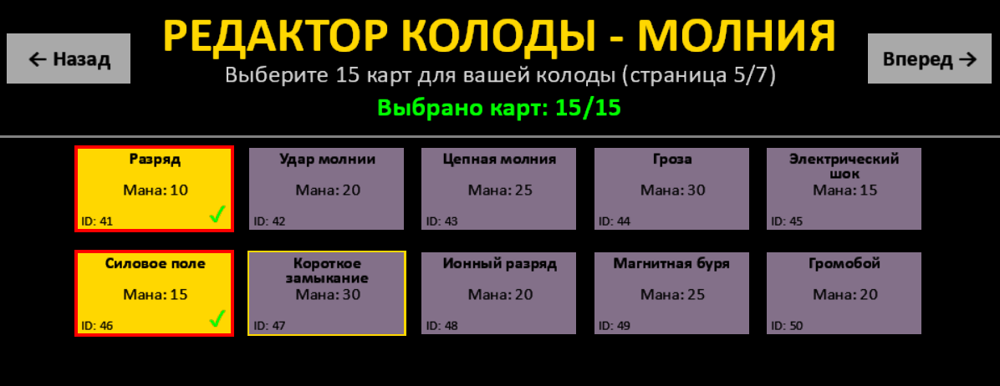 РЕДАКТОР КОЛОДЫ - МОЛНИЯ
← Назад
Вперед →
Выберите 15 карт для вашей колоды (страница 5/7)
Выбрано карт: 15/15
Разряд
Мана: 10
ID: 41
✓
Удар молнии
Мана: 20
ID: 42
Цепная молния
Мана: 25
ID: 43
Гроза
Мана: 30
ID: 44
Электрический
шок
Мана: 15
ID: 45
Силовое поле
Мана: 15
ID: 46
✓
Короткое
замыкание
Мана: 30
ID: 47
Ионный разряд
Мана: 20
ID: 48
Магнитная буря
Мана: 25
ID: 49
Громобой
Мана: 20
ID: 50